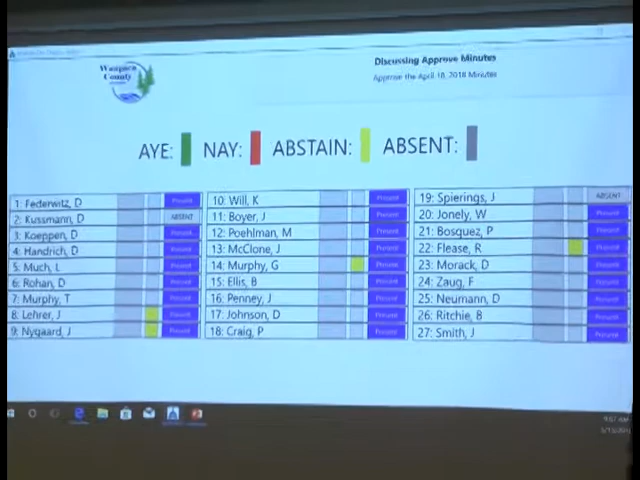 Waupaca
County
Discussing Approve Minutes
Approve the April 18, 2018 Minutes
AYE: NAY: ABSTAIN: ABSENT:
1: Federwitz, D Present
2: Kussmann, D ABSENT
3: Koeppen, D Present
4: Handrich, D Present
5: Much, L Present
6: Rohan, D Present
7: Murphy, T Present
8: Lehrer, J Present
9: Nygaard, J Present
10: Will, K Present
11: Boyer, J Present
12: Poehlman, M Present
13: McClone, J Present
14: Murphy, G Present
15: Ellis, B Present
16: Penney, J Present
17: Johnson, D Present
18: Craig, P Present
19: Spierings, J ABSENT
20: Jonely, W Present
21: Bosquez, P Present
22: Flease, R Present
23: Morack, D Present
24: Zaug, F Present
25: Neumann, D Present
26: Ritchie, B Present
27: Smith, J Present